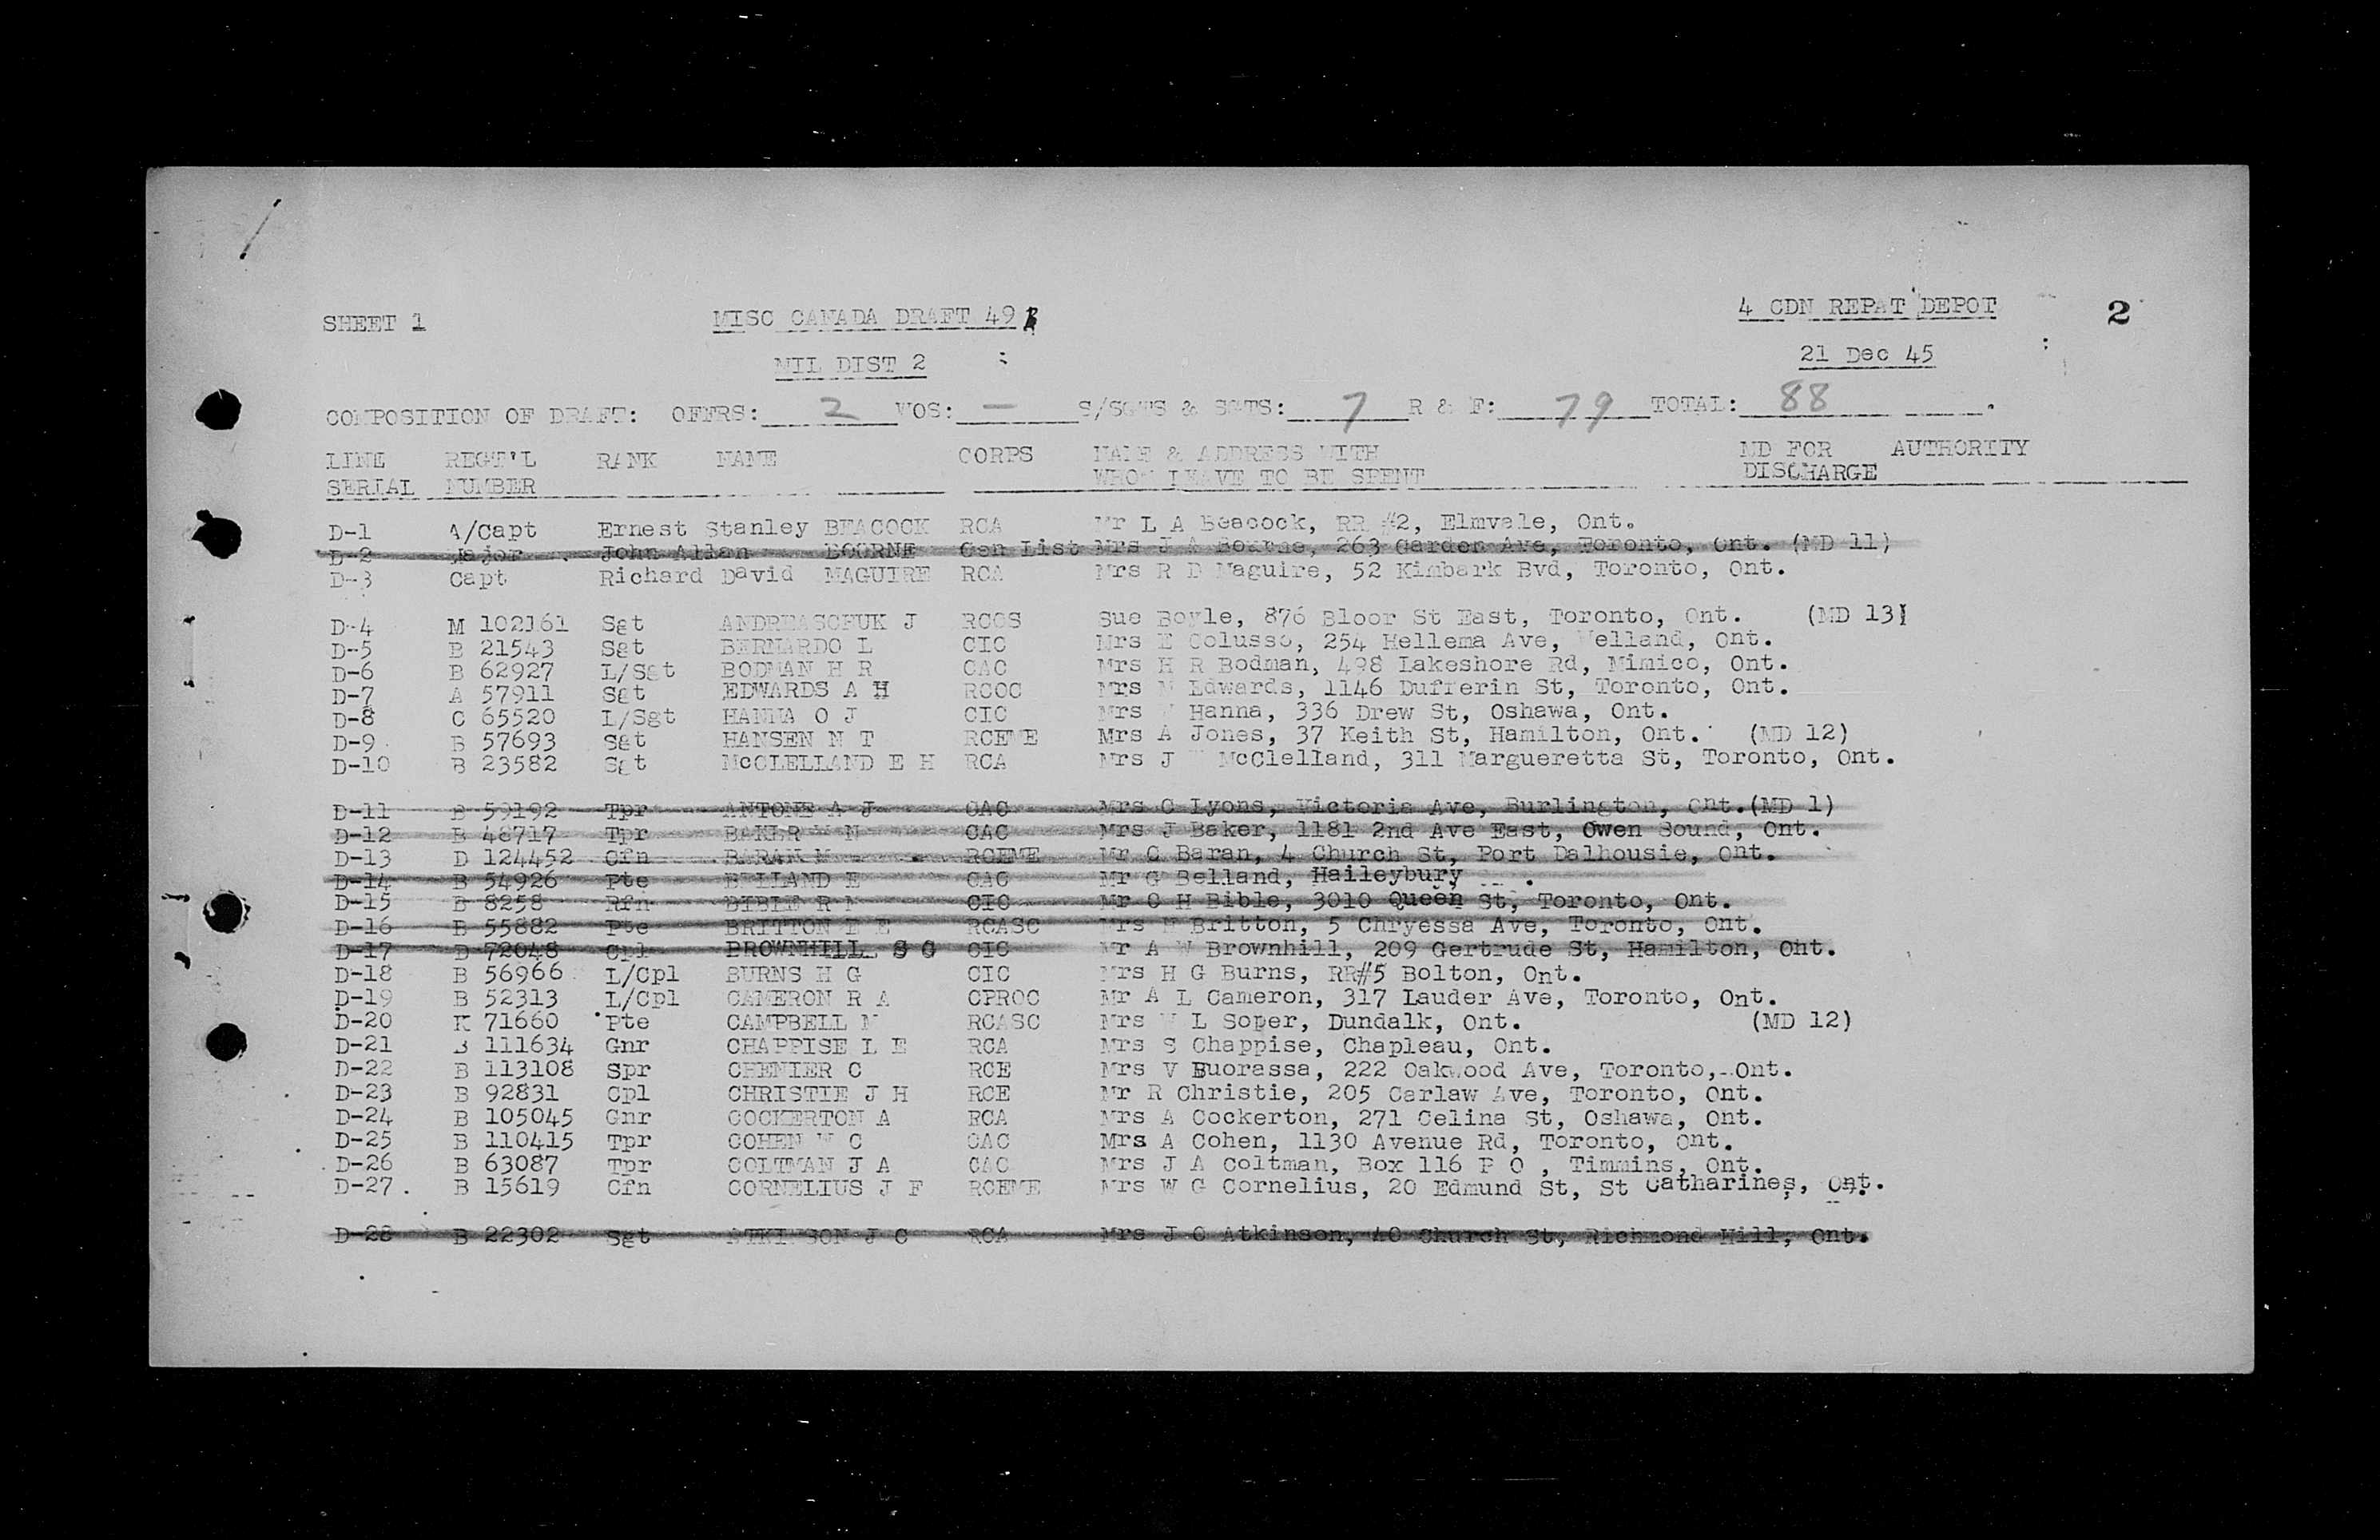 SHEET 1 MISC CANADA DRAFT 49 B 4 CDN REPAT DEPOT 2
MIL DIST 2 21 Dec 45
COMPOSITION OF DRAFT: OFFRS: 2 WOS: — S/SGTS & SGTS: 7 R & F: 79 TOTAL: 88 .
LINE REGT'L RANK NAME CORPS NAME & ADDRESS WITH MD FOR AUTHORITY
SERIAL NUMBER WHOM LEAVE TO BE SPENT DISCHARGE
D-1 A/Capt Ernest Stanley BEACOCK RCA Mr L A Beacock, RR #2, Elmvale, Ont.
D-2 Major John Allan BOURNE Gen List Mrs J A Bourne, 263 Garden Ave, Toronto, Ont. (MD 11)
D-3 Capt Richard David MAGUIRE RCA Mrs R D Maguire, 52 Kimbark Bvd, Toronto, Ont.
D-4 M 102161 Sgt ANDREASCHUK J RCCS Sue Boyle, 876 Bloor St East, Toronto, Ont. (MD 13)
D-5 B 21543 Sgt BERNARDO L CIC Mrs E Colusso, 254 Hellema Ave, Welland, Ont.
D-6 B 62927 L/Sgt BODMAN H R CAC Mrs H R Bodman, 498 Lakeshore Rd, Mimico, Ont.
D-7 A 57911 Sgt EDWARDS A H RCOC Mrs Edwards, 1146 Dufferin St, Toronto, Ont.
D-8 C 65520 L/Sgt HANNA O J CIC Mrs Hanna, 336 Drew St, Oshawa, Ont.
D-9 B 57693 Sgt HANSEN N T RCEME Mrs A Jones, 37 Keith St, Hamilton, Ont. (MD 12)
D-10 B 23582 Sgt McCLELLAND E H RCA Mrs J McClelland, 311 Margueretta St, Toronto, Ont.
D-11 B 59192 Tpr ANTONE A J CAC Mrs C Lyons, Victoria Ave, Burlington, Ont.(MD 1)
D-12 B 48717 Tpr BAKER N CAC Mrs J Baker, 1181 2nd Ave East, Owen Sound, Ont.
D-13 D 124452 Cfn BARAN M RCEME Mr C Baran, 4 Church St, Port Dalhousie, Ont.
D-14 B 54926 Pte BELLAND E CAC Mr G Belland, Haileybury .
D-15 B 8258 Rfn BIBLE R CIC Mr C H Bible, 3010 Queen St, Toronto, Ont.
D-16 B 55882 Pte BRITTON E RCASC Mrs Britton, 5 Chryessa Ave, Toronto, Ont.
D-17 B 72048 Cpl BROWNHILL S G CIC Mr A W Brownhill, 209 Gertrude St, Hamilton, Ont.
D-18 B 56966 L/Cpl BURNS H G CIC Mrs H G Burns, RR#5 Bolton, Ont.
D-19 B 52313 L/Cpl CAMERON R A CPROC Mr A L Cameron, 317 Lauder Ave, Toronto, Ont.
D-20 K 71660 Pte CAMPBELL RCASC Mrs L Soper, Dundalk, Ont. (MD 12)
D-21 B 111634 Gnr CHAPPISE L E RCA Mrs S Chappise, Chapleau, Ont.
D-22 B 113108 Spr CHENIER C RCE Mrs V Buorassa, 222 Oakwood Ave, Toronto, Ont.
D-23 B 92831 Cpl CHRISTIE J H RCE Mr R Christie, 205 Carlaw Ave, Toronto, Ont.
D-24 B 105045 Gnr COCKERTON A RCA Mrs A Cockerton, 271 Celina St, Oshawa, Ont.
D-25 B 110415 Tpr COHEN W C CAC Mrs A Cohen, 1130 Avenue Rd, Toronto, Ont.
D-26 B 63087 Tpr COLTMAN J A CAC Mrs J A Coltman, Box 116 P O , Timmins, Ont.
D-27 . B 15619 Cfn CORNELIUS J F RCEME Mrs W G Cornelius, 20 Edmund St, St Catharines, Ont.
D-28 B 22302 Sgt ATKINSON J C RCA Mrs J C Atkinson, 40 Church St, Richmond Hill, Ont.